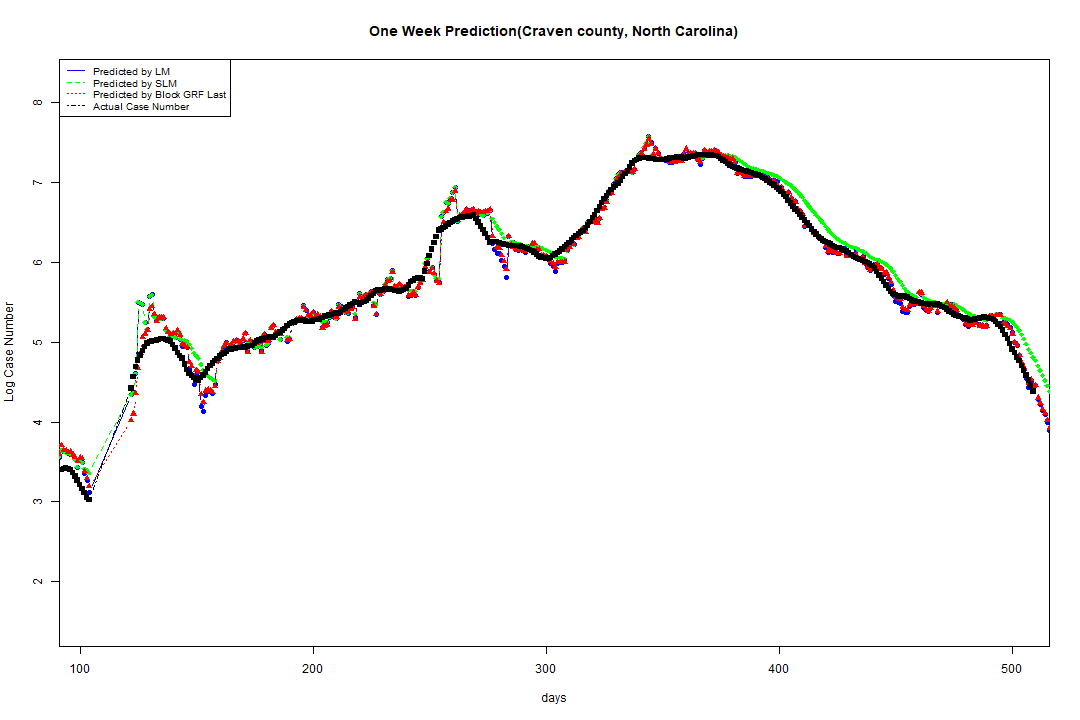 One Week Prediction(Craven county, North Carolina)
Predicted by LM
Predicted by SLM
Predicted by Block GRF Last
Actual Case Number
8
7
6
5
4
3
2
Log Case Number
100 200 300 400 500
days